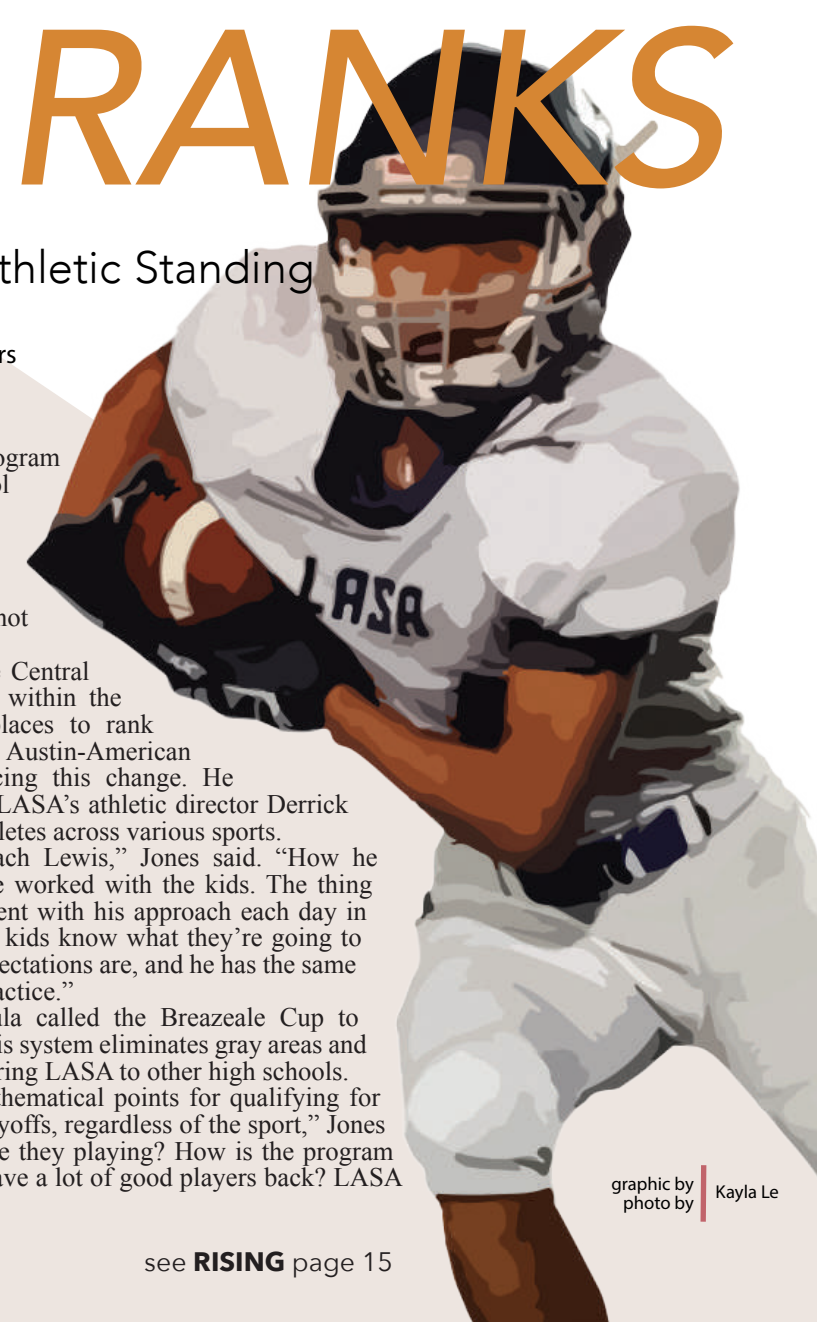 RANKS
thletic Standing
rs
ogram
ol
not
Central
within the
laces to rank
Austin-American
cing this change. He
LASA’s athletic director Derrick
letes across various sports.
ach Lewis,” Jones said. “How he
e worked with the kids. The thing
ent with his approach each day in
kids know what they’re going to
ectations are, and he has the same
actice.”
ula called the Breazeale Cup to
is system eliminates gray areas and
ring LASA to other high schools.
thematical points for qualifying for
yoffs, regardless of the sport,” Jones
e they playing? How is the program
ave a lot of good players back? LASA
see RISING page 15
LASA
graphic by
photo by
Kayla Le